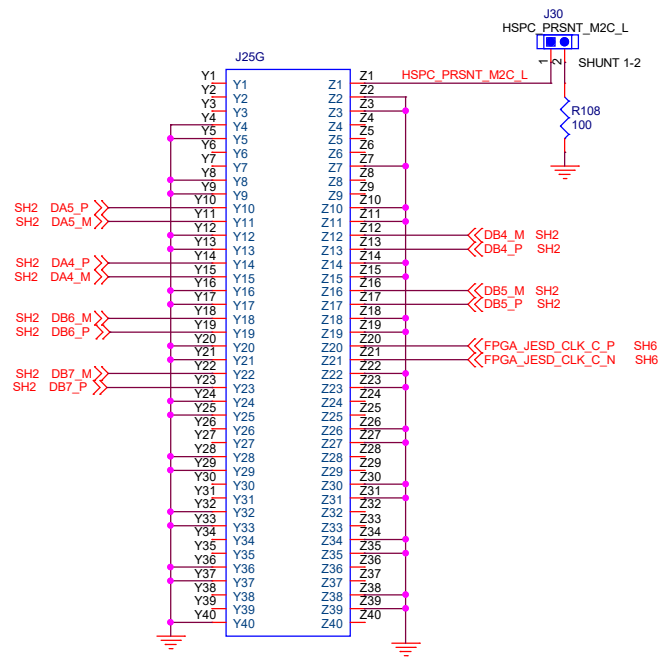 J30
HSPC_PRSNT_M2C_L
1 2 SHUNT 1-2
R108
100
J25G
HSPC_PRSNT_M2C_L
Y1 Y1 Z1 Z1
Y2 Y2 Z2 Z2
Y3 Y3 Z3 Z3
Y4 Y4 Z4 Z4
Y5 Y5 Z5 Z5
Y6 Y6 Z6 Z6
Y7 Y7 Z7 Z7
Y8 Y8 Z8 Z8
Y9 Y9 Z9 Z9
SH2 DA5_P Y10 Y10 Z10 Z10
SH2 DA5_M Y11 Y11 Z11 Z11
Y12 Y12 Z12 Z12 DB4_M SH2
Y13 Y13 Z13 Z13 DB4_P SH2
SH2 DA4_P Y14 Y14 Z14 Z14
SH2 DA4_M Y15 Y15 Z15 Z15
Y16 Y16 Z16 Z16 DB5_M SH2
Y17 Y17 Z17 Z17 DB5_P SH2
SH2 DB6_M Y18 Y18 Z18 Z18
SH2 DB6_P Y19 Y19 Z19 Z19
Y20 Y20 Z20 Z20 FPGA_JESD_CLK_C_P SH6
Y21 Y21 Z21 Z21 FPGA_JESD_CLK_C_N SH6
SH2 DB7_M Y22 Y22 Z22 Z22
SH2 DB7_P Y23 Y23 Z23 Z23
Y24 Y24 Z24 Z24
Y25 Y25 Z25 Z25
Y26 Y26 Z26 Z26
Y27 Y27 Z27 Z27
Y28 Y28 Z28 Z28
Y29 Y29 Z29 Z29
Y30 Y30 Z30 Z30
Y31 Y31 Z31 Z31
Y32 Y32 Z32 Z32
Y33 Y33 Z33 Z33
Y34 Y34 Z34 Z34
Y35 Y35 Z35 Z35
Y36 Y36 Z36 Z36
Y37 Y37 Z37 Z37
Y38 Y38 Z38 Z38
Y39 Y39 Z39 Z39
Y40 Y40 Z40 Z40